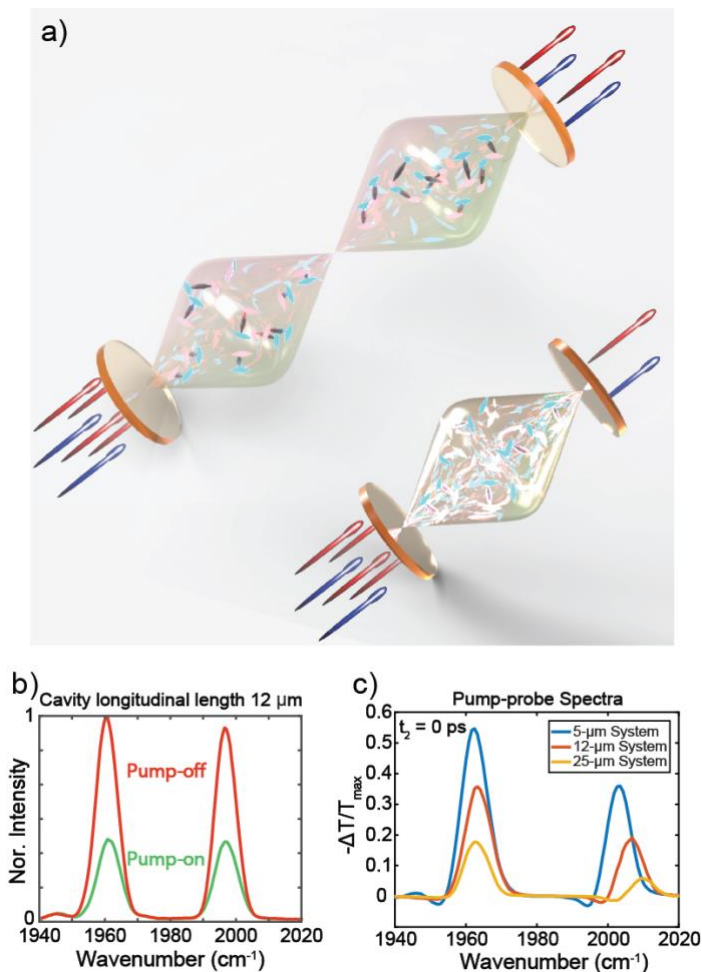 a)
b)
Cavity longitudinal length 12 µm
Nor. Intensity
1
0
Pump-off
Pump-on
1940 1960 1980 2000 2020
Wavenumber (cm⁻¹)
c)
Pump-probe Spectra
-ΔT/Tmax
0.6
0.5
0.4
0.3
0.2
0.1
0
t₂ = 0 ps
5-µm System
12-µm System
25-µm System
1940 1960 1980 2000 2020
Wavenumber (cm⁻¹)